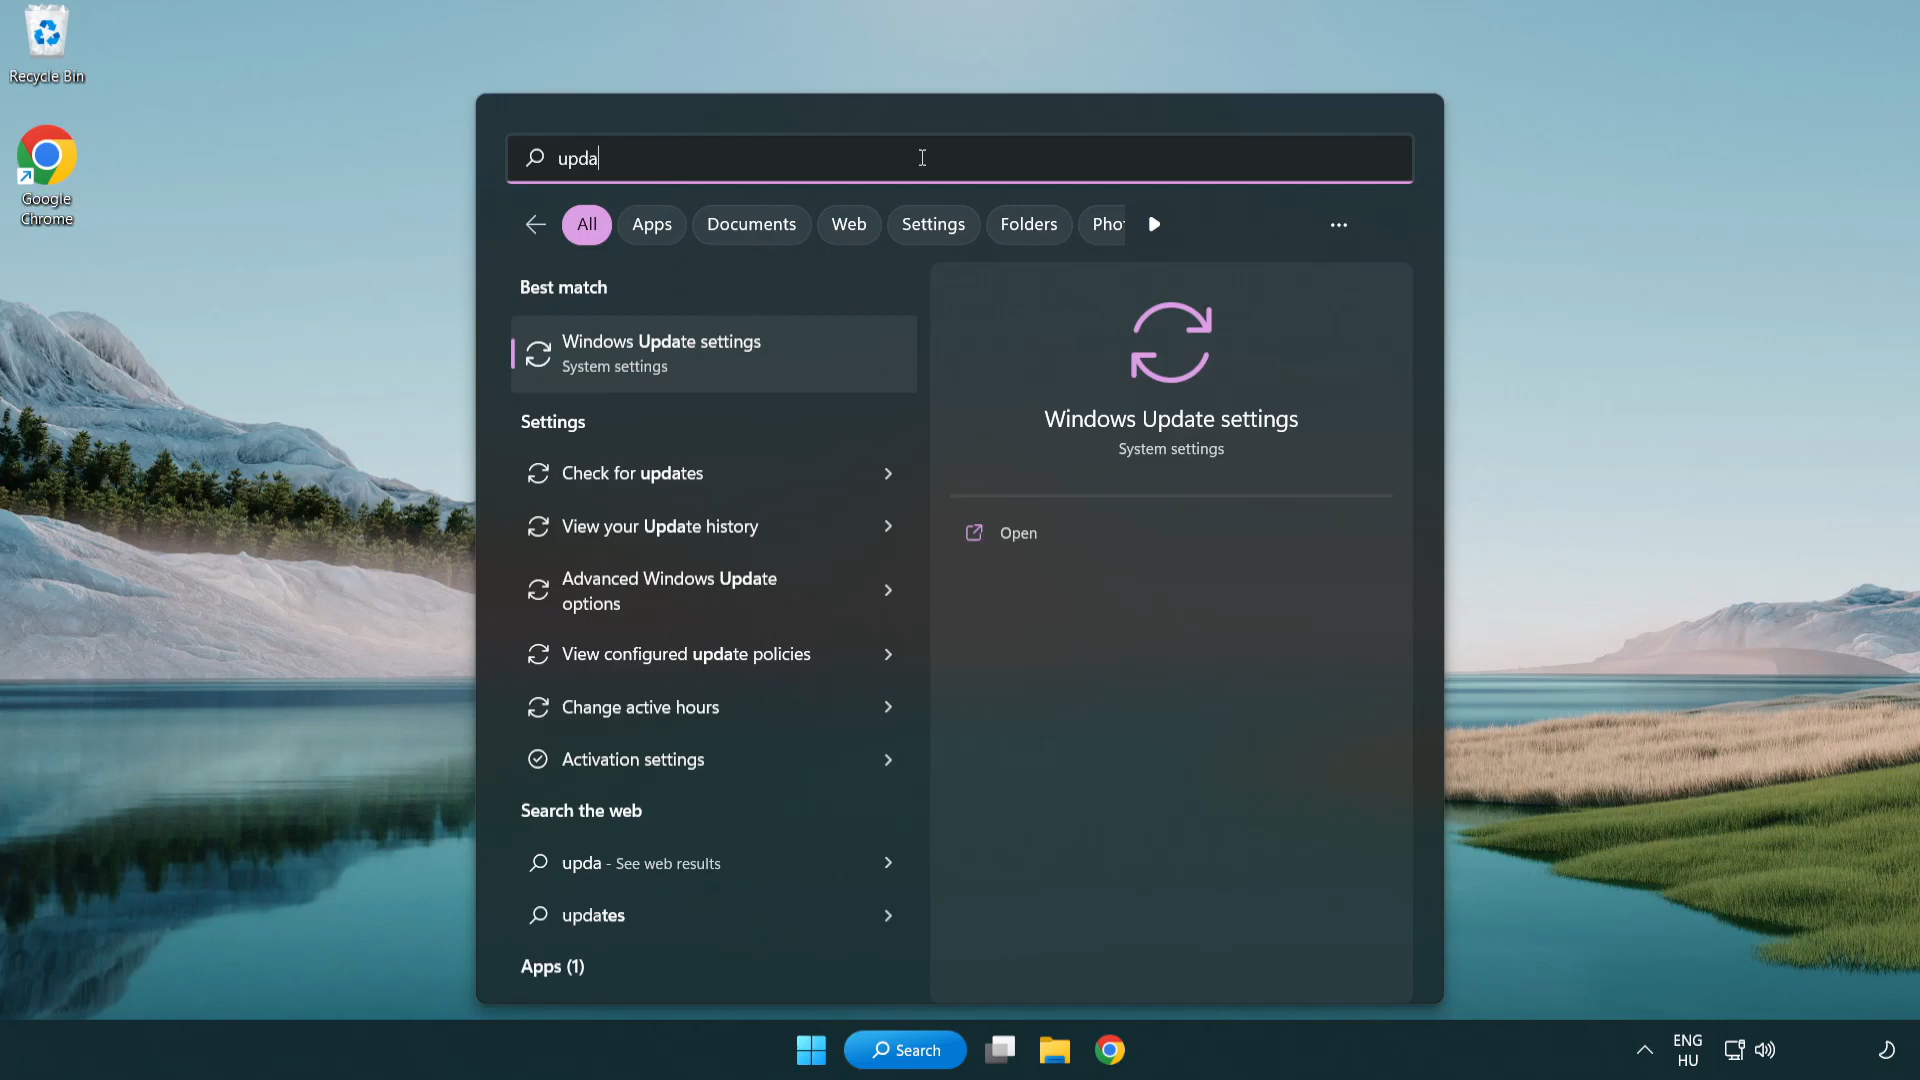 Recycle Bin
Google
Chrome
upda
All
Apps
Documents
Web
Settings
Folders
Pho
Best match
Windows Update settings
System settings
Settings
Check for updates
View your Update history
Advanced Windows Update
options
View configured update policies
Change active hours
Activation settings
Search the web
upda - See web results
updates
Apps (1)
Windows Update settings
System settings
Open
Search
ENG
HU